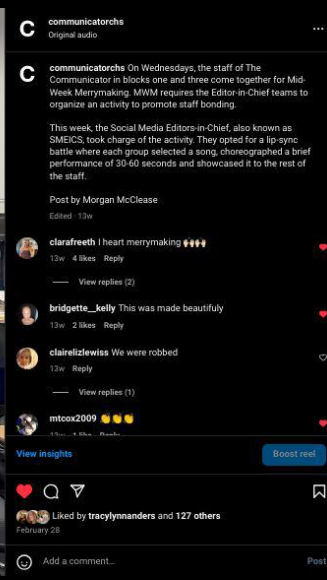 C
communicatorchs
Original audio
C
communicatorchs On Wednesdays, the staff of The
Communicator in blocks one and three come together for Mid-
Week Merrymaking. MWM requires the Editor-in-Chief teams to
organize an activity to promote staff bonding.
This week, the Social Media Editors-in-Chief, also known as
SMEICS, took charge of the activity. They opted for a lip-sync
battle where each group selected a song, choreographed a brief
performance of 30-60 seconds and showcased it to the rest of
the staff.
Post by Morgan McClease
Edited · 13w
clarafreeth I heart merrymaking 🙌🏻🙌🏻
13w 4 likes Reply
View replies (2)
bridgette__kelly This was made beautifuly
13w 2 likes Reply
clairelizlewiss We were robbed
13w Reply
View replies (1)
mtcox2009 👏👏👏
13w 1 like Reply
View insights
Boost reel
Liked by tracylynnanders and 127 others
February 28
Add a comment...
Post